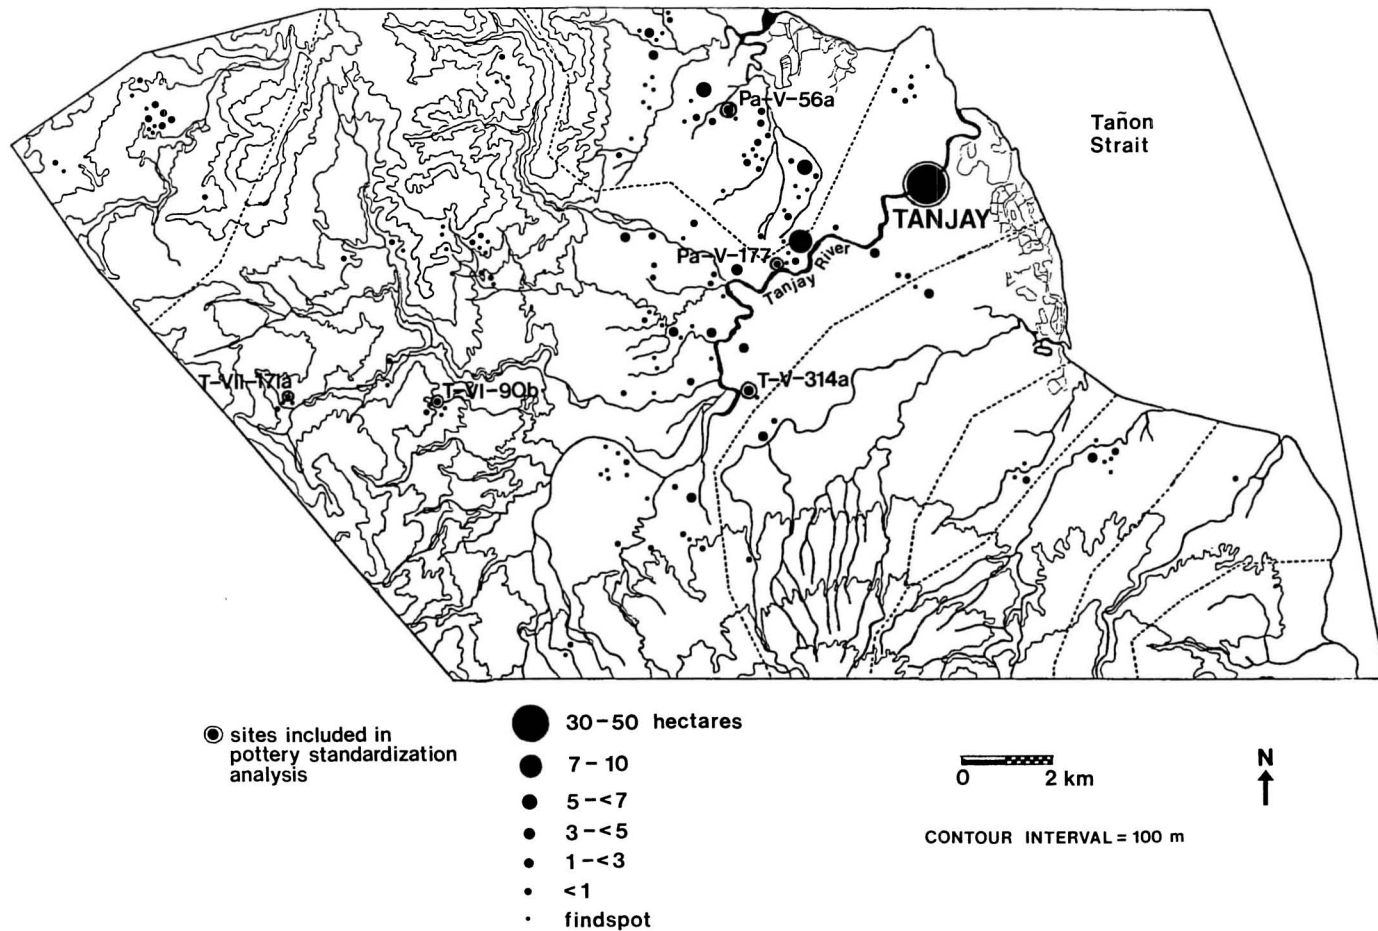 Pa-V-56a
Tañon
Strait
TANJAY
Pa-V-177
Tanjay River
T-VII-171a
T-VI-90b
T-V-314a
sites included in
pottery standardization
analysis
30-50 hectares
7-10
5-<7
3-<5
1-<3
<1
findspot
0 2 km
N
CONTOUR INTERVAL = 100 m